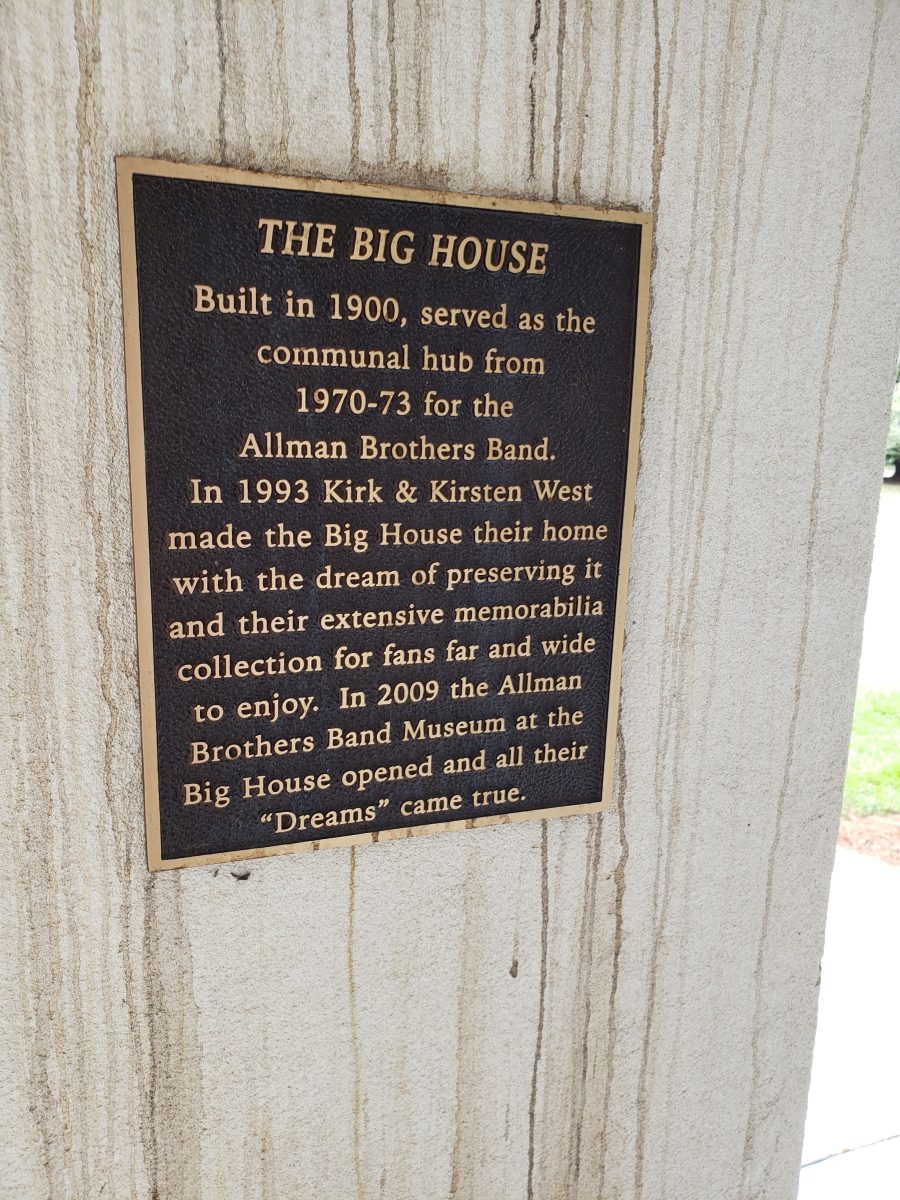 THE BIG HOUSE
Built in 1900, served as the
communal hub from
1970-73 for the
Allman Brothers Band.
In 1993 Kirk & Kirsten West
made the Big House their home
with the dream of preserving it
and their extensive memorabilia
collection for fans far and wide
to enjoy. In 2009 the Allman
Brothers Band Museum at the
Big House opened and all their
“Dreams” came true.